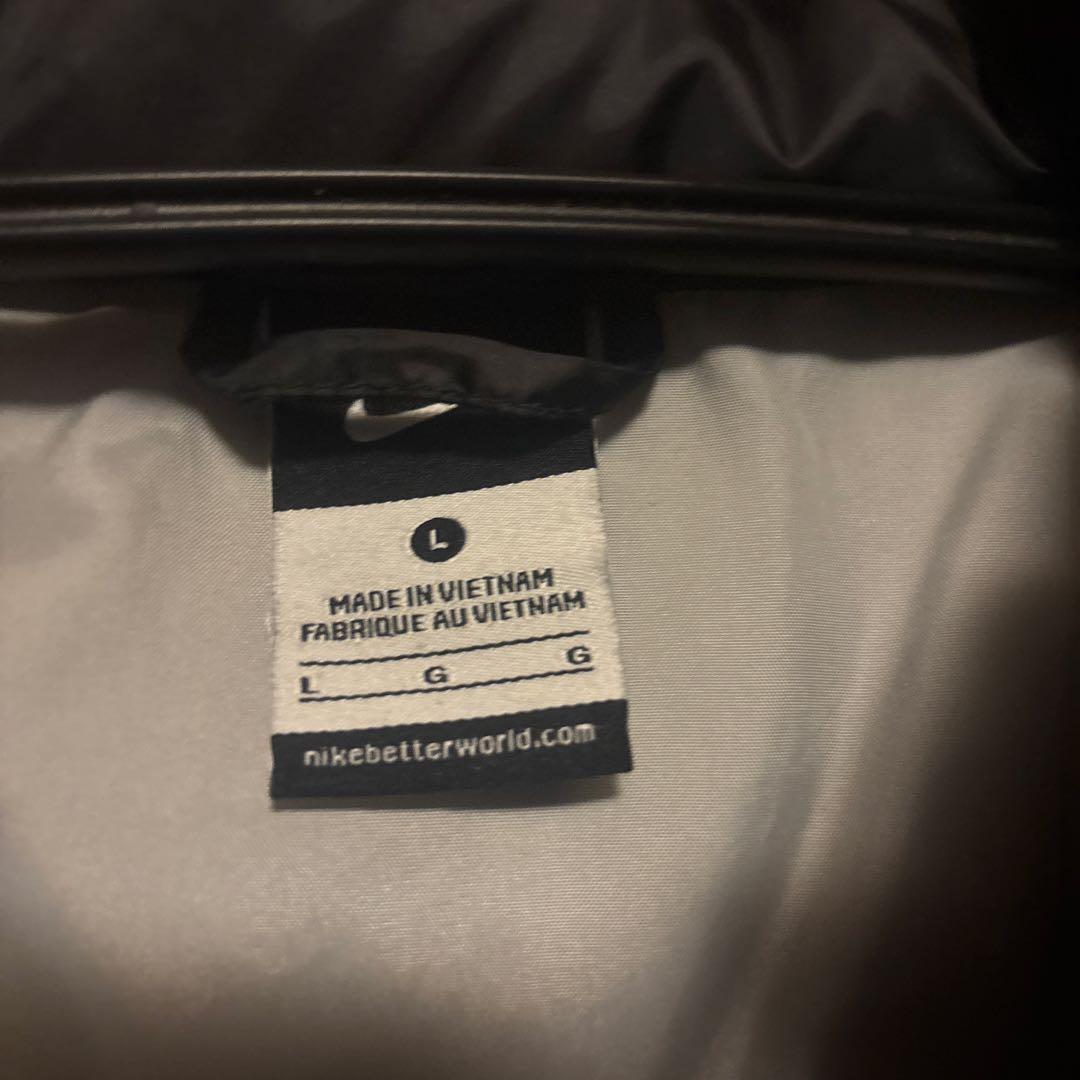 L
MADE IN VIETNAM
FABRIQUE AU VIETNAM
L G G
nikebetterworld.com